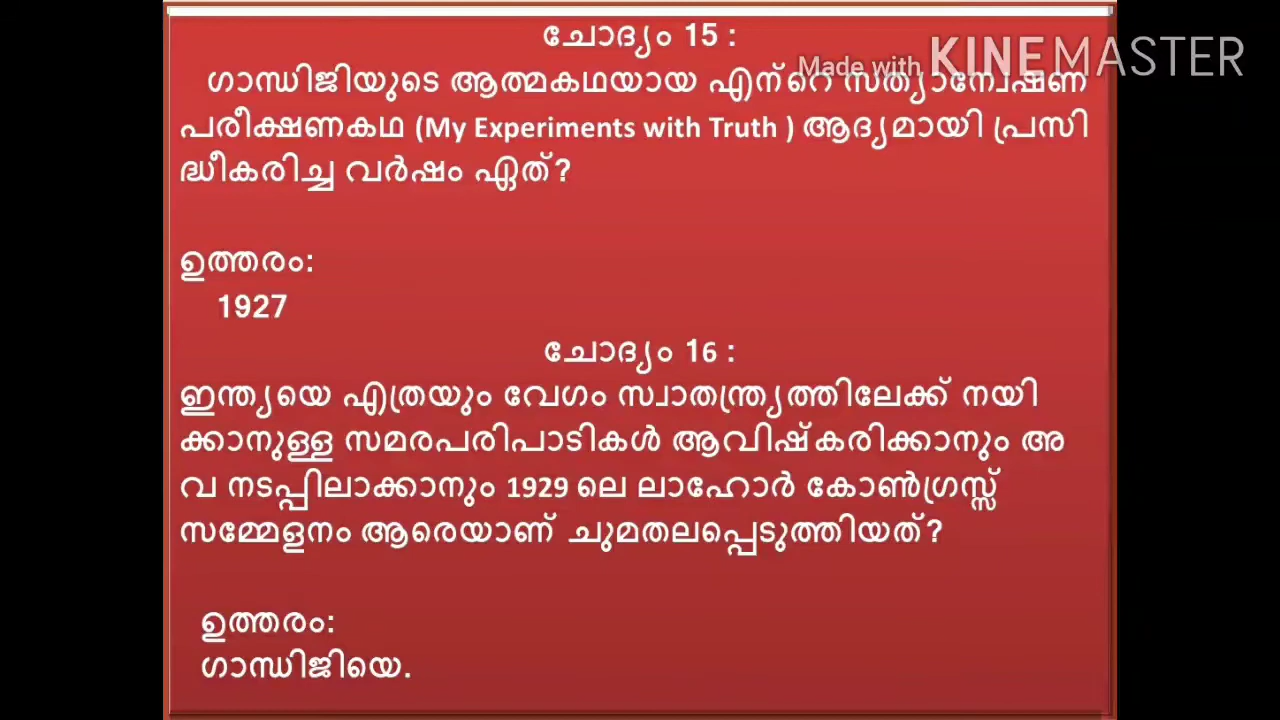 ചോദ്യം 15 :
Made with KINEMASTER
ഗാന്ധിജിയുടെ ആത്മകഥയായ എന്റെ സത്യാന്വേഷണ
പരീക്ഷണകഥ (My Experiments with Truth ) ആദ്യമായി പ്രസി
ദ്ധീകരിച്ച വർഷം ഏത്?
ഉത്തരം:
1927
ചോദ്യം 16 :
ഇന്ത്യയെ എത്രയും വേഗം സ്വാതന്ത്ര്യത്തിലേക്ക് നയി
ക്കാനുള്ള സമരപരിപാടികൾ ആവിഷ്കരിക്കാനും അ
വ നടപ്പിലാക്കാനും 1929 ലെ ലാഹോർ കോൺഗ്രസ്സ്
സമ്മേളനം ആരെയാണ് ചുമതലപ്പെടുത്തിയത്?
ഉത്തരം:
ഗാന്ധിജിയെ.